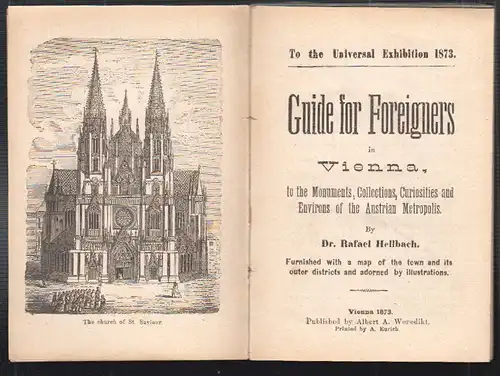 The church of St. Saviour.
To the Universal Exhibition 1873.
Guide for Foreigners
in
Vienna,
to the Monuments, Collections, Curiosities and
Environs of the Austrian Metropolis.
By
Dr. Rafael Hellbach.
Furnished with a map of the town and its
outer districts and adorned by illustrations.
Vienna 1873.
Published by Albert A. Wenedikt.
Printed by A. Eurich